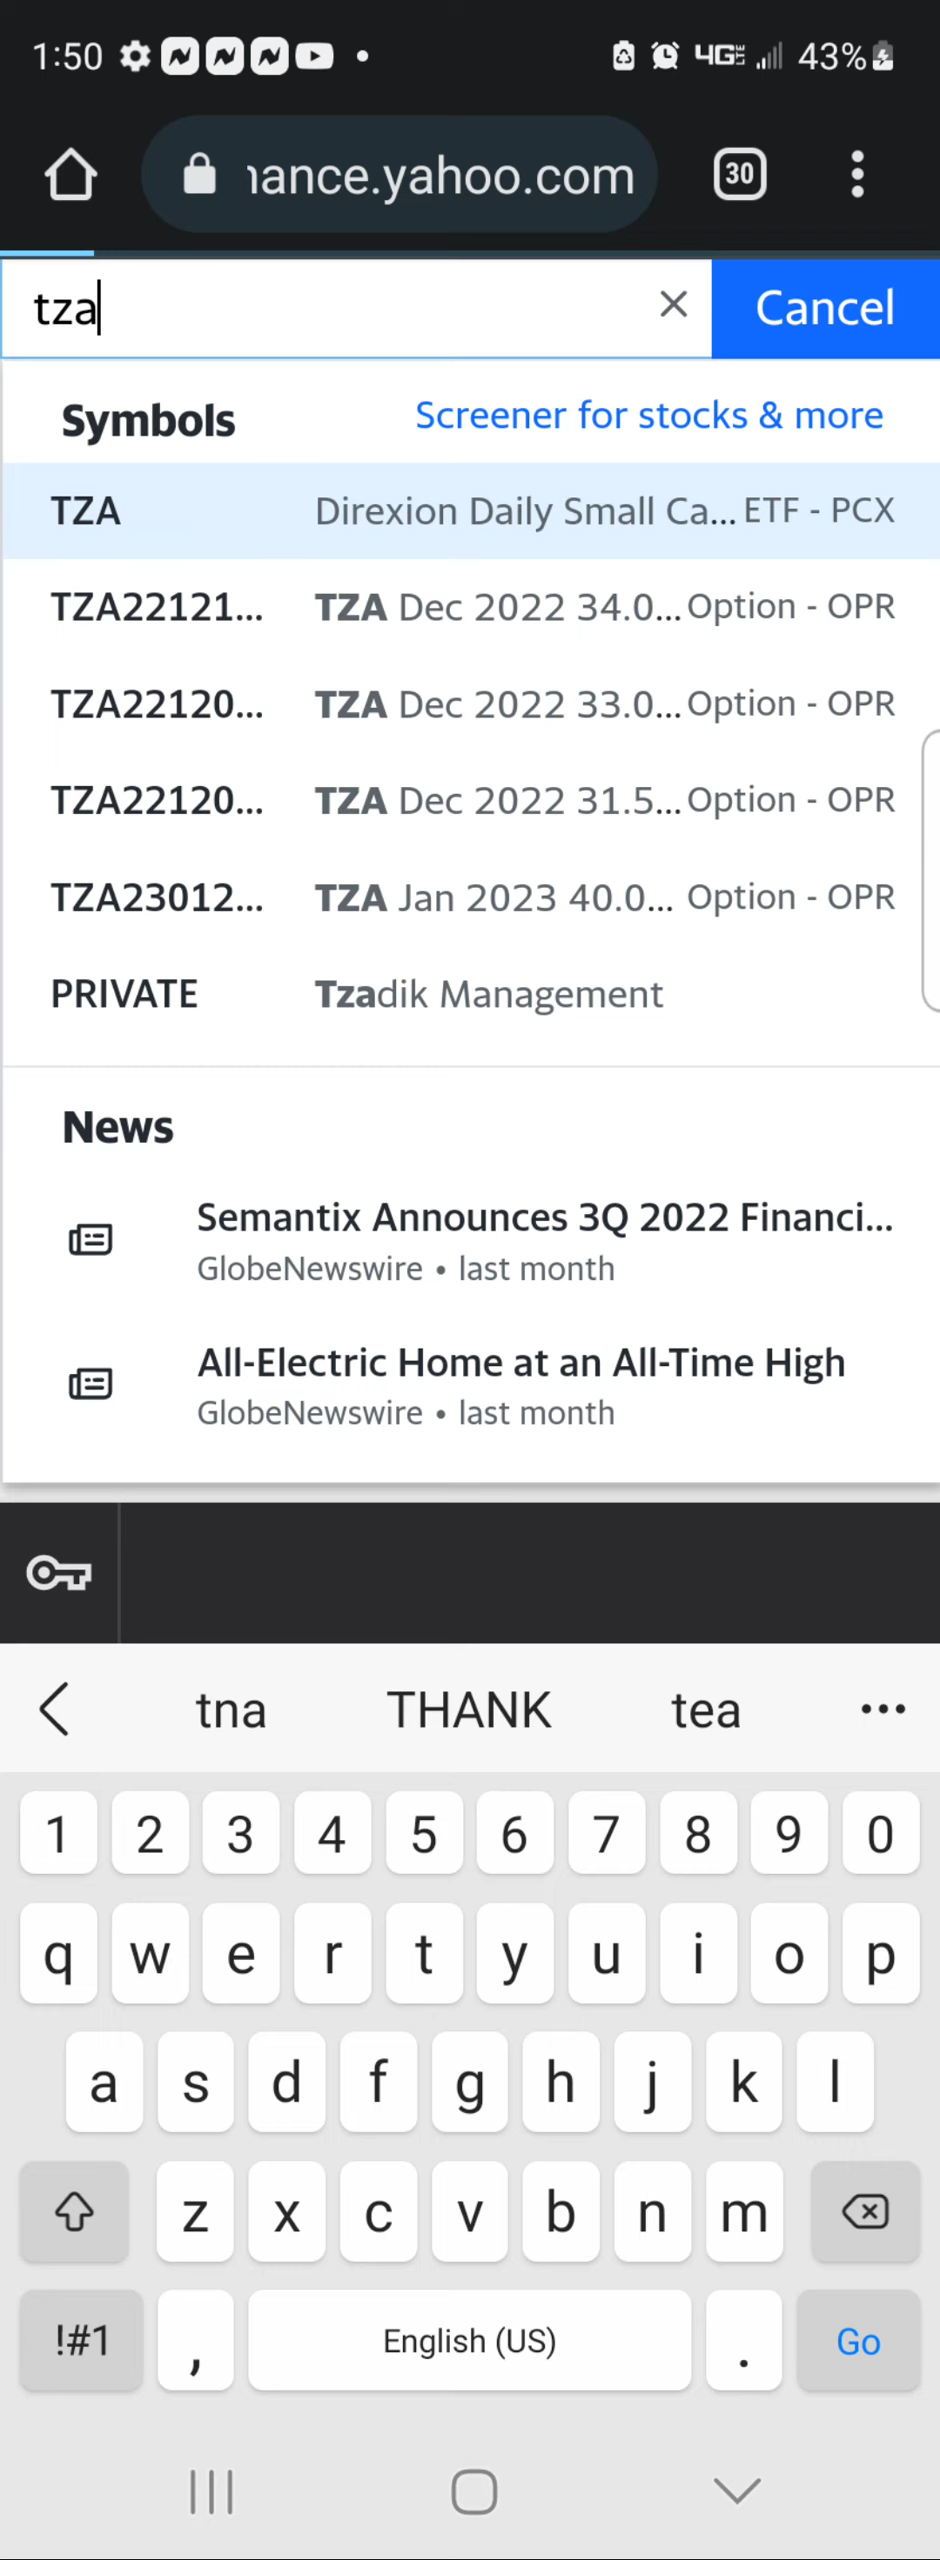 1:50 4G LTE 43%
nance.yahoo.com 30
tza Cancel
Symbols Screener for stocks & more
TZA Direxion Daily Small Ca... ETF - PCX
TZA22121... TZA Dec 2022 34.0... Option - OPR
TZA22120... TZA Dec 2022 33.0... Option - OPR
TZA22120... TZA Dec 2022 31.5... Option - OPR
TZA23012... TZA Jan 2023 40.0... Option - OPR
PRIVATE Tzadik Management
News
Semantix Announces 3Q 2022 Financi...
GlobeNewswire • last month
All-Electric Home at an All-Time High
GlobeNewswire • last month
tna THANK tea
1 2 3 4 5 6 7 8 9 0
q w e r t y u i o p
a s d f g h j k l
z x c v b n m
!#1 , English (US) . Go